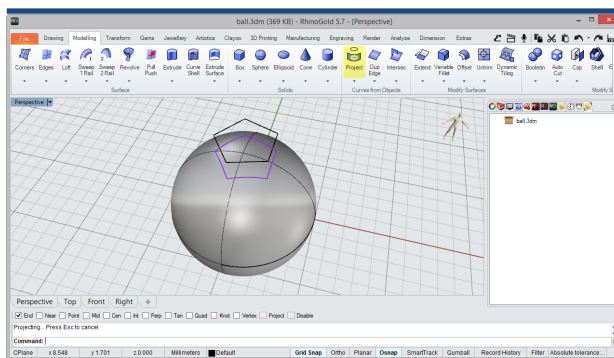 ball.3dm (369 KB) - RhinoGold 5.7 - [Perspective]
File Drawing Modelling Transform Gems Jewellery Artistics Clayoo 3D Printing Manufacturing Engraving Render Analyze Dimension Extras
Corners Edges Loft Sweep 1 Rail Sweep 2 Rail Revolve Pull Push Extrude Curve Shell Extrude Surface Box Sphere Ellipsoid Cone Cylinder Project Dup Edge Intersec Extend Variable Fillet Offset Untrim Dynamic Tiling Boolean Auto Cut Cap Shell
Surface Solids Curves from Objects Modify Surfaces Modify S
Perspective
ball.3dm
Perspective Top Front Right
End Near Point Mid Cen Int Perp Tan Quad Knot Vertex Project Disable
Projecting... Press Esc to cancel
Command:
CPlane x 8.548 y 1.701 z 0.000 Millimeters Default Grid Snap Ortho Planar Osnap SmartTrack Gumball Record History Filter Absolute tolerance: